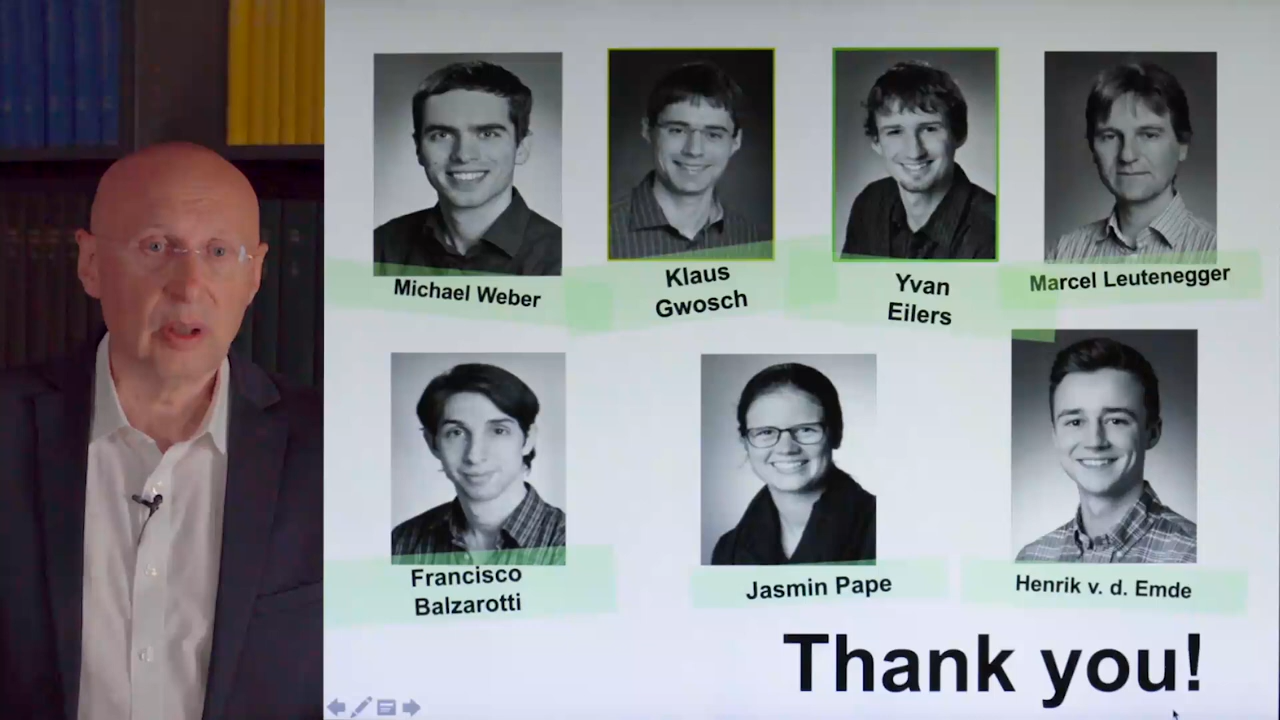 Michael Weber
Klaus
Gwosch
Yvan
Eilers
Marcel Leutenegger
Francisco
Balzarotti
Jasmin Pape
Henrik v. d. Emde
Thank you!